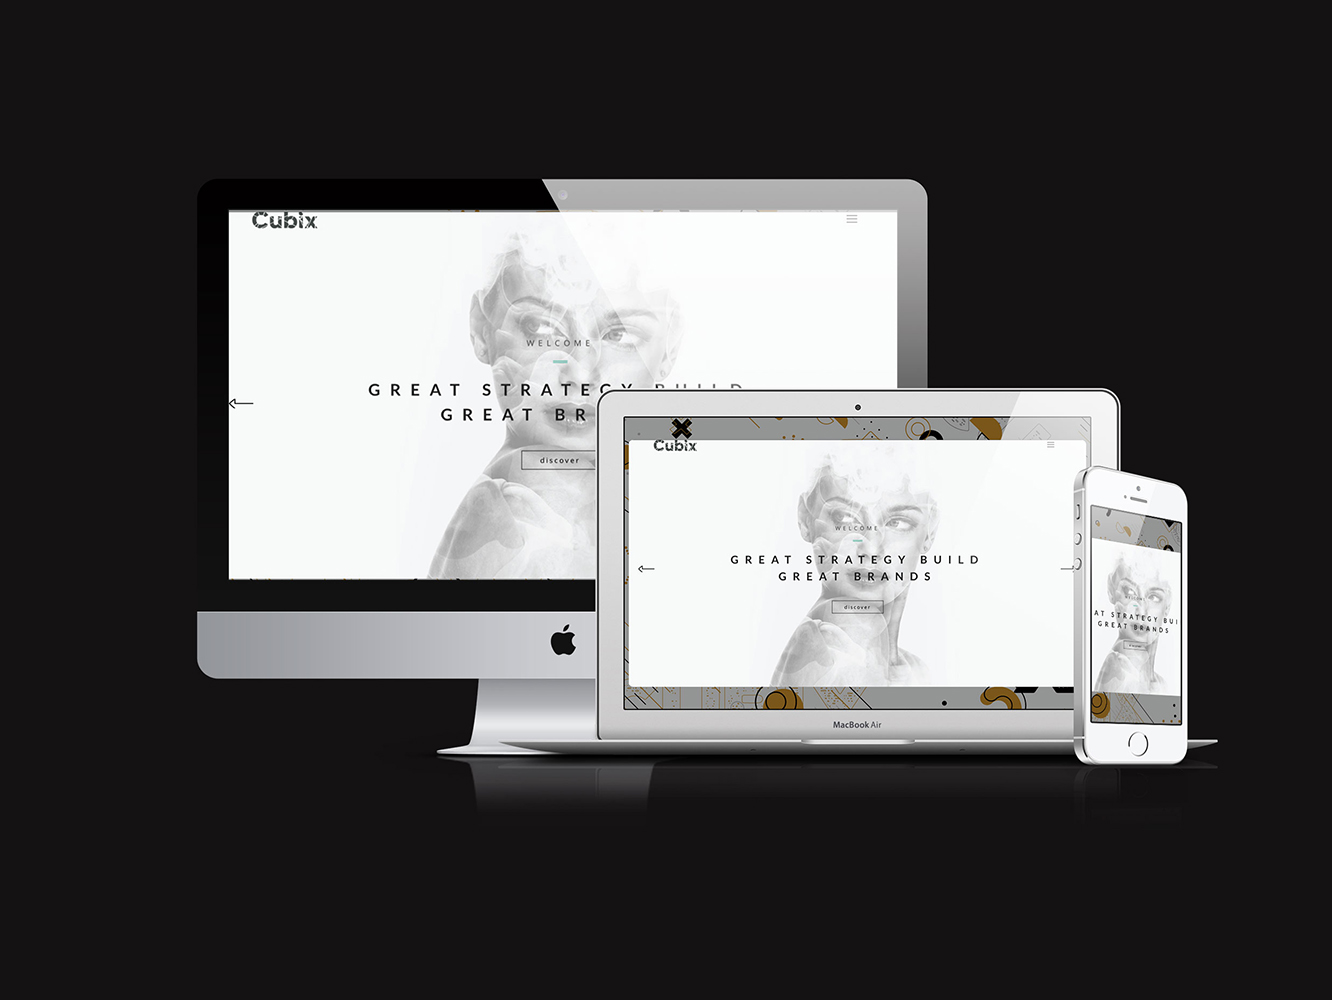 Cubix
WELCOME
GREAT STRATEGY BUILD
GREAT BR
discover
Cubix
WELCOME
GREAT STRATEGY BUILD
GREAT BRANDS
discover
MacBook Air
WELCOME
AT STRATEGY BUI
GREAT BRANDS
discover